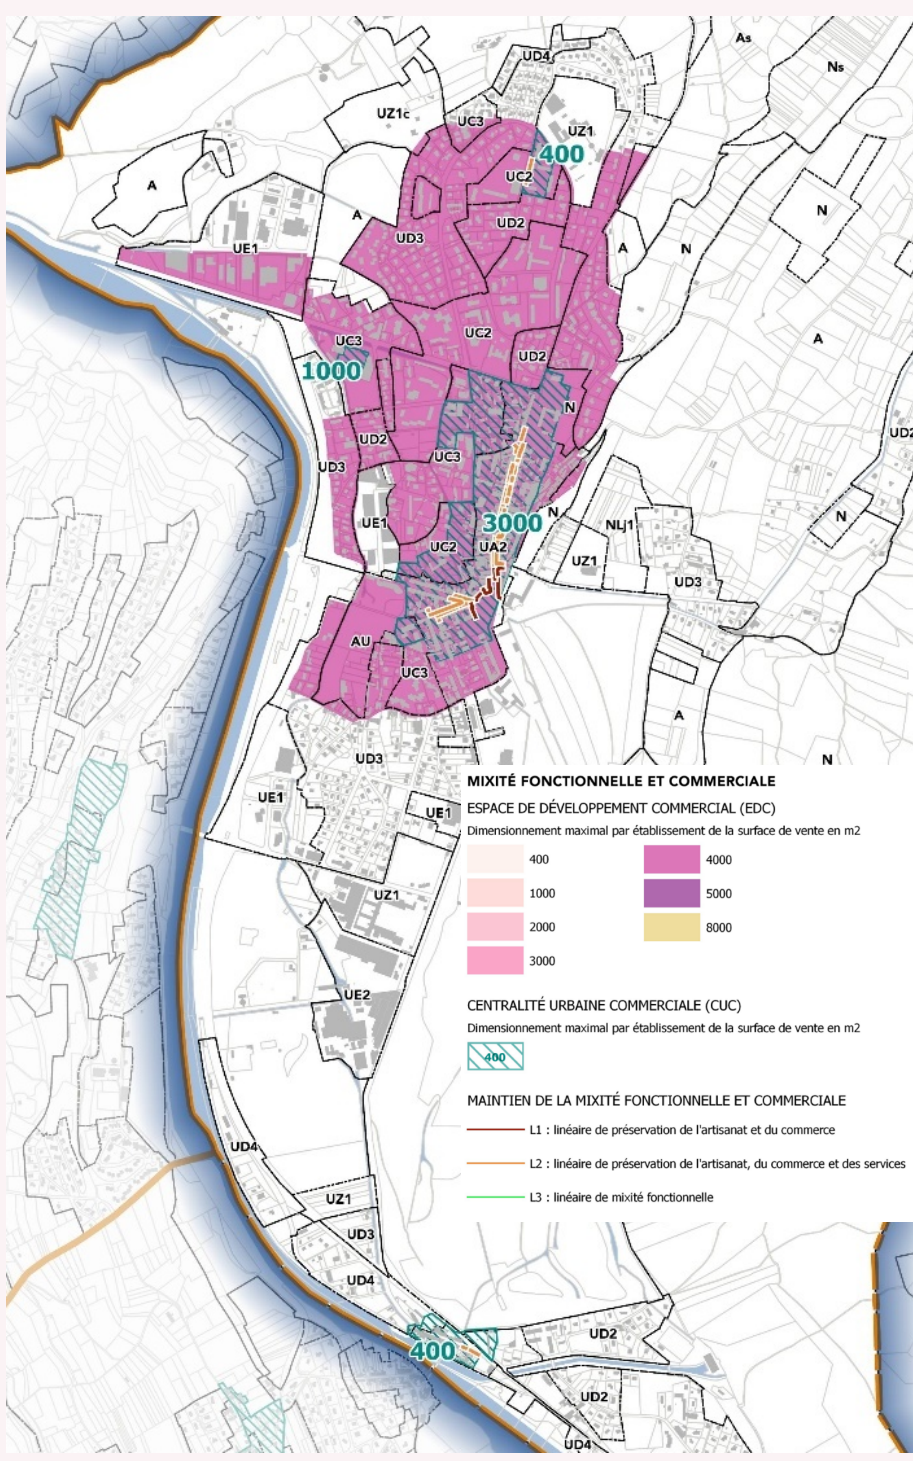 As
UD4
Ns
UZ1c
UC3
UZ1
400
UC2
A
N
A
UD2
UD3
UE1
A
N
UC3
UC2
A
1000
UD2
N
UD2
UD2
UC3
UD3
N
3000
UE1
N
NLj1
UC2
UA2
UZ1
UD3
AU
UC3
A
UD3
N
MIXITÉ FONCTIONNELLE ET COMMERCIALE
UE1
ESPACE DE DÉVELOPPEMENT COMMERCIAL (EDC)
UE1
Dimensionnement maximal par établissement de la surface de vente en m2
400
4000
1000
5000
UZ1
2000
8000
3000
UE2
CENTRALITÉ URBAINE COMMERCIALE (CUC)
Dimensionnement maximal par établissement de la surface de vente en m2
400
MAINTIEN DE LA MIXITÉ FONCTIONNELLE ET COMMERCIALE
L1 : linéaire de préservation de l'artisanat et du commerce
UD4
L2 : linéaire de préservation de l'artisanat, du commerce et des services
UZ1
L3 : linéaire de mixité fonctionnelle
UD3
UD4
UD2
400
UD2
UD4